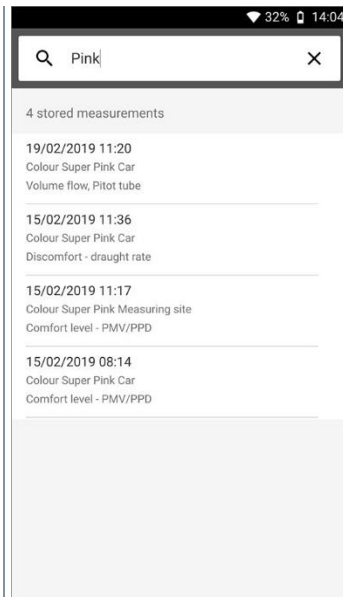 32% 14:04
Pink
4 stored measurements
19/02/2019 11:20
Colour Super Pink Car
Volume flow, Pitot tube
15/02/2019 11:36
Colour Super Pink Car
Discomfort - draught rate
15/02/2019 11:17
Colour Super Pink Measuring site
Comfort level - PMV/PPD
15/02/2019 08:14
Colour Super Pink Car
Comfort level - PMV/PPD